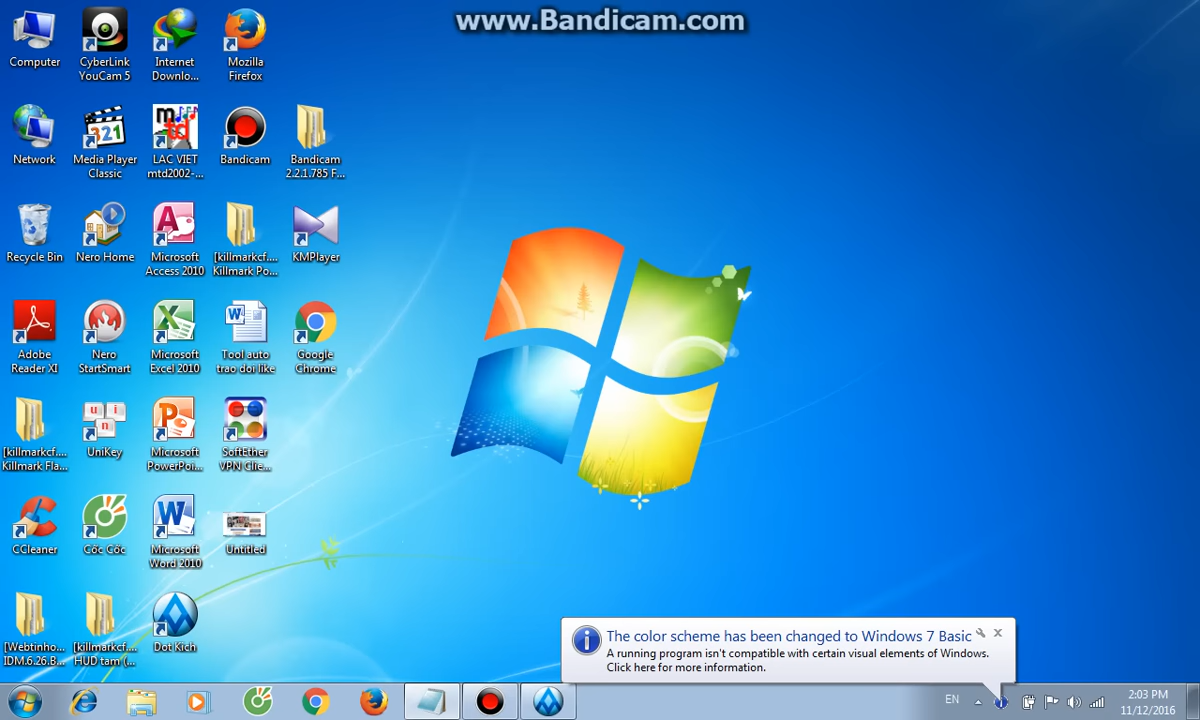 www.Bandicam.com
Computer
CyberLink
YouCam 5
Internet
Downlo...
Mozilla
Firefox
Network
Media Player
Classic
LAC VIET
mtd2002-...
Bandicam
Bandicam
2.2.1.785 F...
Recycle Bin
Nero Home
Microsoft
Access 2010
[killmarkcf....
Killmark Po...
KMPlayer
Adobe
Reader XI
Nero
StartSmart
Microsoft
Excel 2010
Tool auto
trao doi like
Google
Chrome
[killmarkcf....
Killmark Fla...
UniKey
Microsoft
PowerPoi...
SoftEther
VPN Clie...
CCleaner
Cốc Cốc
Microsoft
Word 2010
Untitled
[Webtinho...
IDM.6.26.B...
[killmarkcf....
HUD tam (...
Dot Kich
The color scheme has been changed to Windows 7 Basic
A running program isn't compatible with certain visual elements of Windows.
Click here for more information.
EN
2:03 PM
11/12/2016